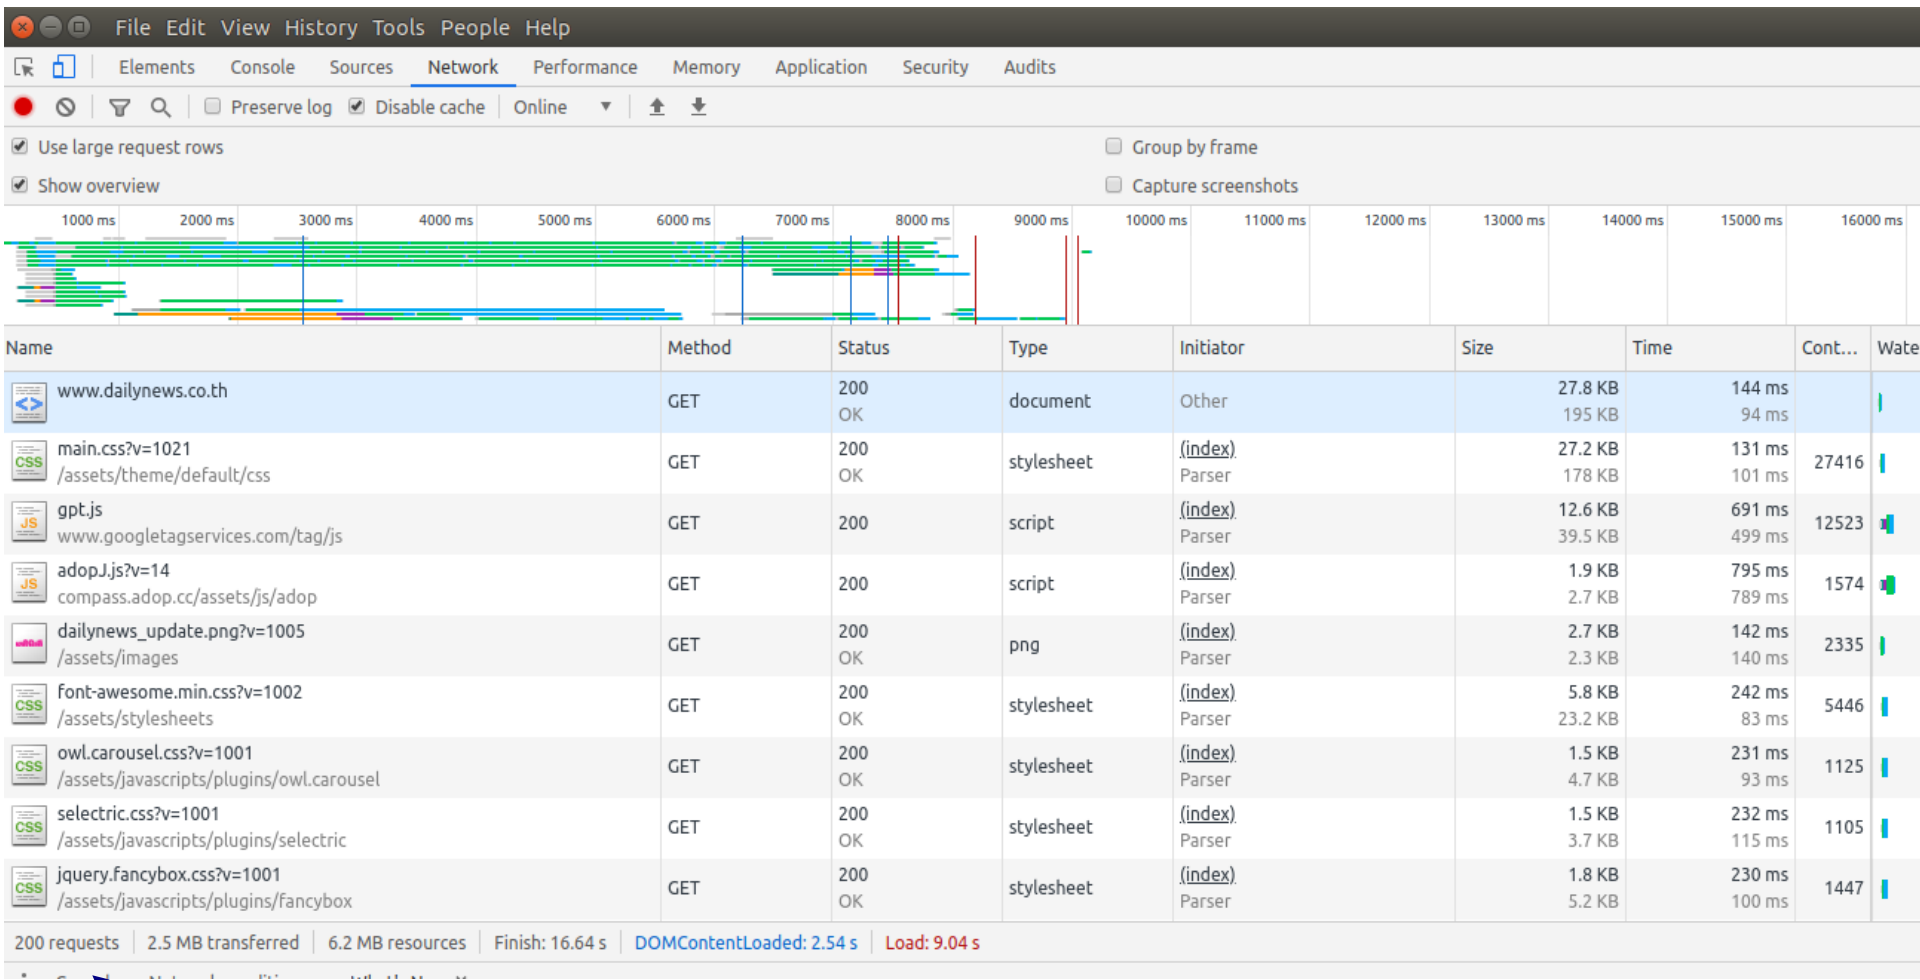 File Edit View History Tools People Help
Elements Console Sources Network Performance Memory Application Security Audits
Preserve log Disable cache Online
Use large request rows Group by frame
Show overview Capture screenshots
1000 ms 2000 ms 3000 ms 4000 ms 5000 ms 6000 ms 7000 ms 8000 ms 9000 ms 10000 ms 11000 ms 12000 ms 13000 ms 14000 ms 15000 ms 16000 ms
Name Method Status Type Initiator Size Time Cont... Wate
www.dailynews.co.th GET 200 document Other 27.8 KB 144 ms
OK 195 KB 94 ms
main.css?v=1021 GET 200 stylesheet (index) 27.2 KB 131 ms 27416
/assets/theme/default/css OK Parser 178 KB 101 ms
gpt.js GET 200 script (index) 12.6 KB 691 ms 12523
www.googletagservices.com/tag/js Parser 39.5 KB 499 ms
adopJ.js?v=14 GET 200 script (index) 1.9 KB 795 ms 1574
compass.adop.cc/assets/js/adop Parser 2.7 KB 789 ms
dailynews_update.png?v=1005 GET 200 png (index) 2.7 KB 142 ms 2335
/assets/images OK Parser 2.3 KB 140 ms
font-awesome.min.css?v=1002 GET 200 stylesheet (index) 5.8 KB 242 ms 5446
/assets/stylesheets OK Parser 23.2 KB 83 ms
owl.carousel.css?v=1001 GET 200 stylesheet (index) 1.5 KB 231 ms 1125
/assets/javascripts/plugins/owl.carousel OK Parser 4.7 KB 93 ms
selectric.css?v=1001 GET 200 stylesheet (index) 1.5 KB 232 ms 1105
/assets/javascripts/plugins/selectric OK Parser 3.7 KB 115 ms
jquery.fancybox.css?v=1001 GET 200 stylesheet (index) 1.8 KB 230 ms 1447
/assets/javascripts/plugins/fancybox OK Parser 5.2 KB 100 ms
200 requests 2.5 MB transferred 6.2 MB resources Finish: 16.64 s DOMContentLoaded: 2.54 s Load: 9.04 s